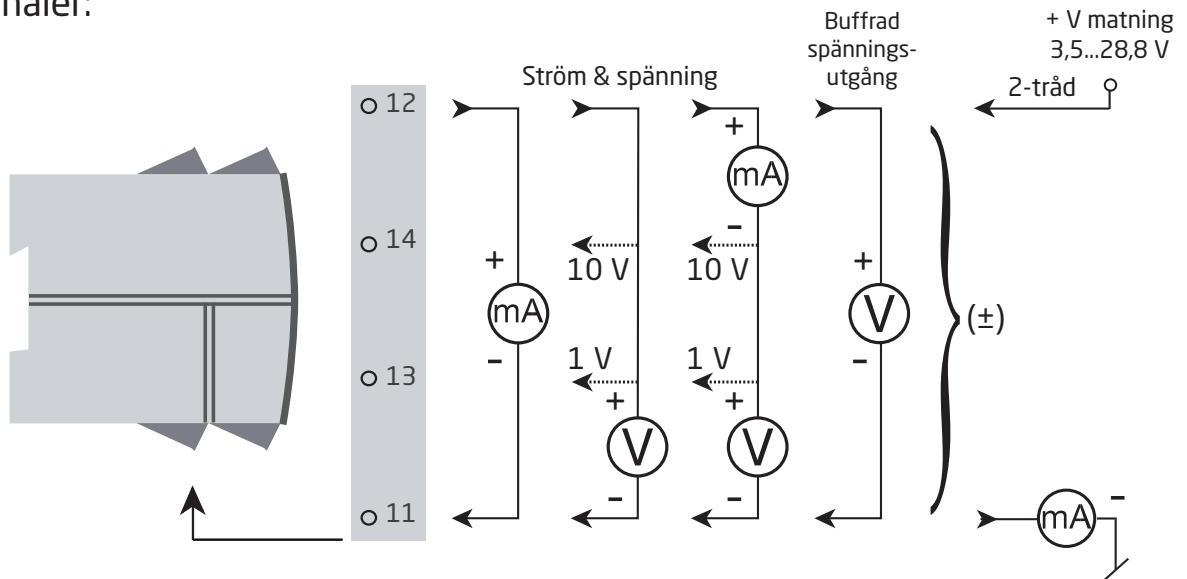 Buffrad
spännings-
utgång
+ V matning
3,5...28,8 V
2-tråd
Ström & spänning
12
14
13
11
+
mA
-
10 V
1 V
+
V
-
+
mA
-
10 V
1 V
+
V
-
+
V
-
(±)
mA
-